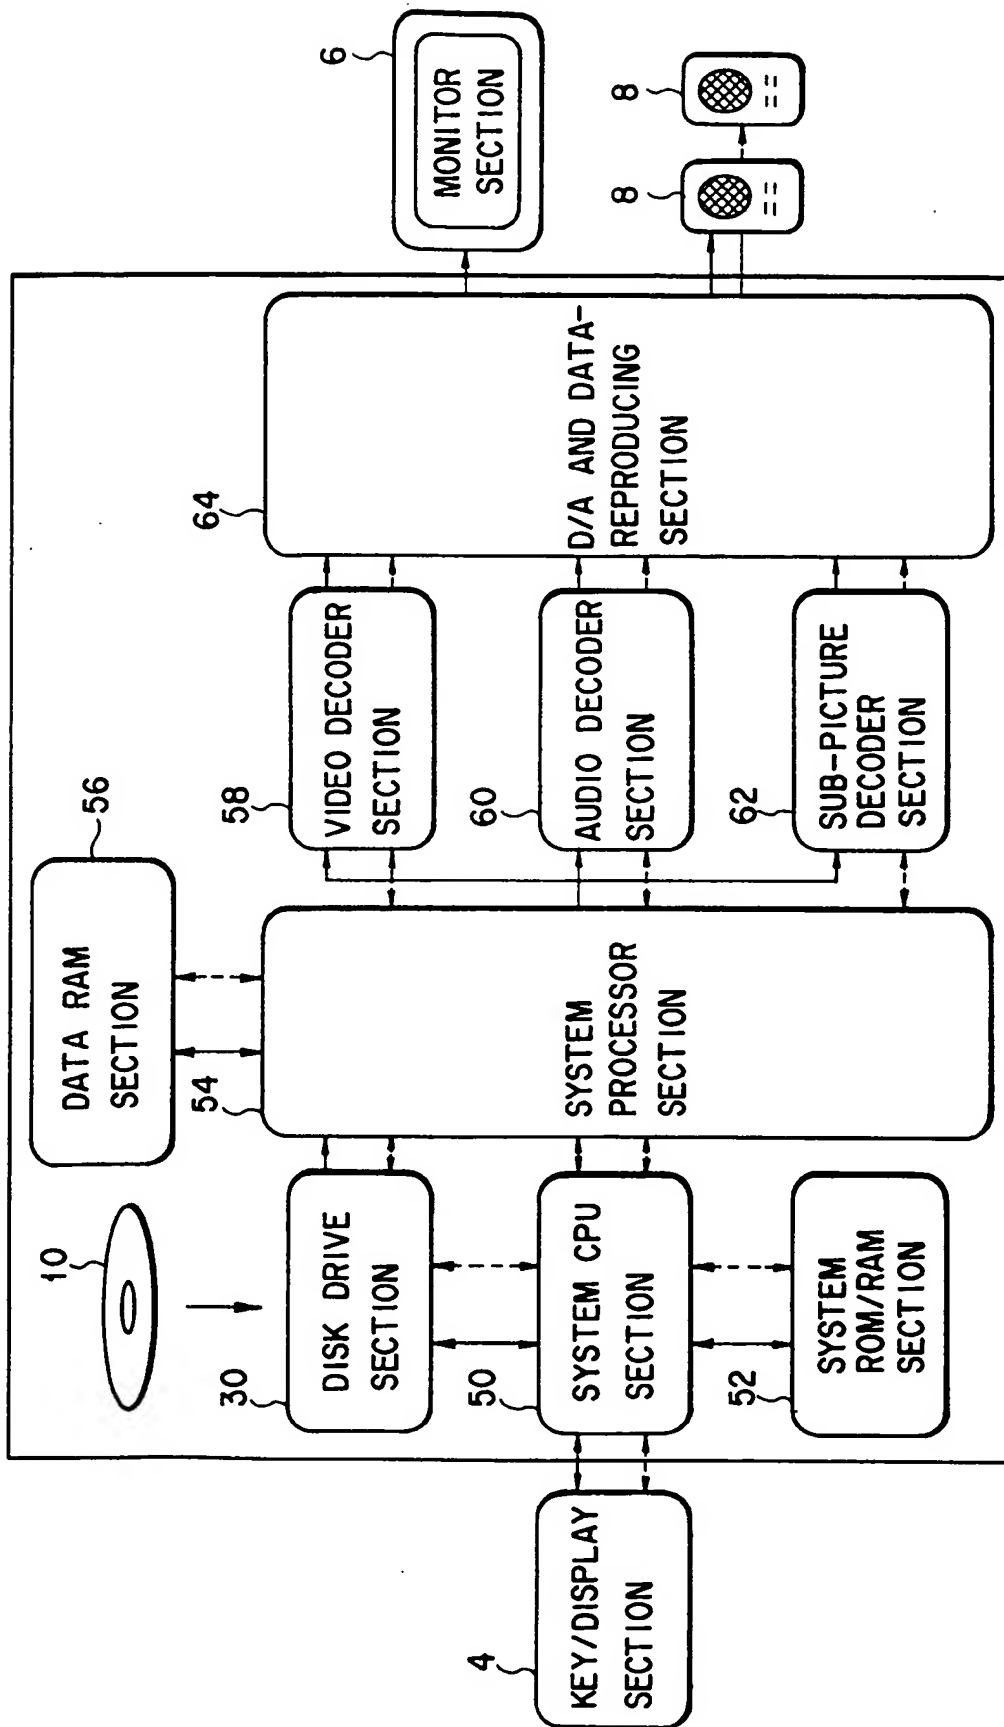 10
56
DATA RAM
SECTION
6
MONITOR
SECTION
8
8
30
DISK DRIVE
SECTION
54
SYSTEM
PROCESSOR
SECTION
58
VIDEO DECODER
SECTION
64
D/A AND DATA-
REPRODUCING
SECTION
4
KEY/DISPLAY
SECTION
50
SYSTEM CPU
SECTION
60
AUDIO DECODER
SECTION
52
SYSTEM
ROM/RAM
SECTION
62
SUB-PICTURE
DECODER
SECTION